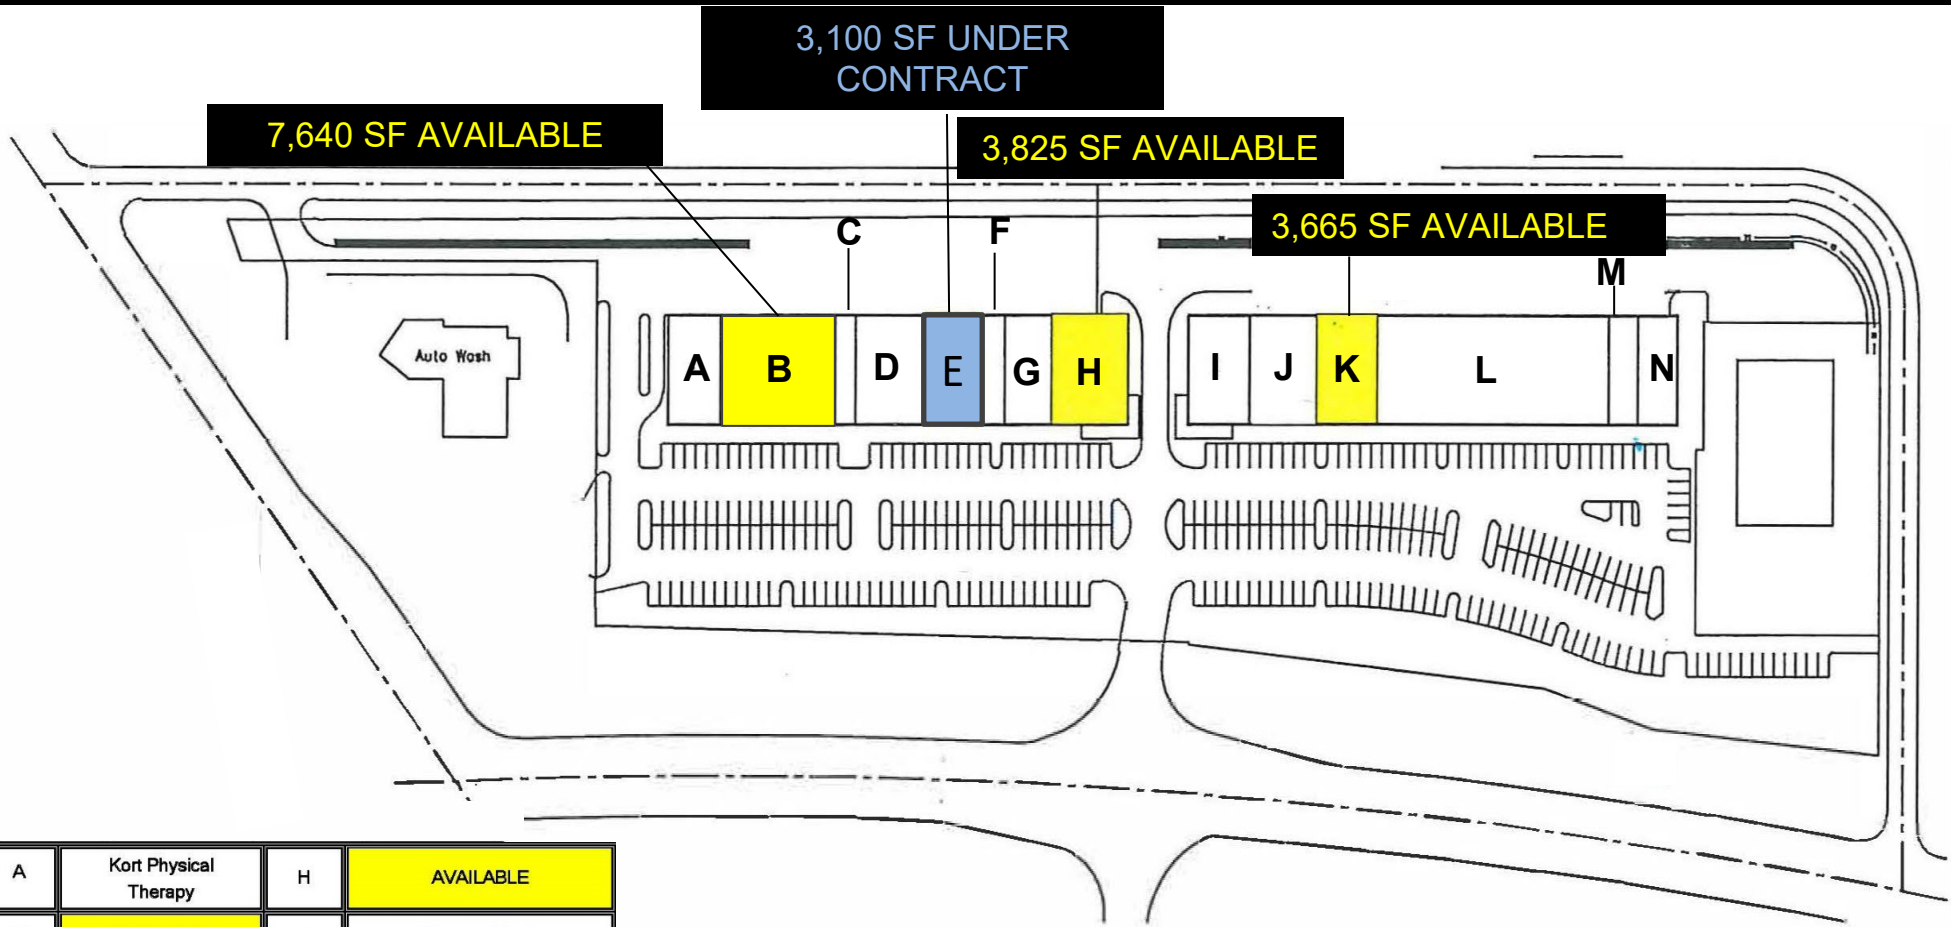 3,100 SF UNDER
CONTRACT
7,640 SF AVAILABLE
3,825 SF AVAILABLE
3,665 SF AVAILABLE
C
F
M
Auto Wash
A
B
D
E
G
H
I
J
K
L
N
A
Kort Physical
Therapy
H
AVAILABLE